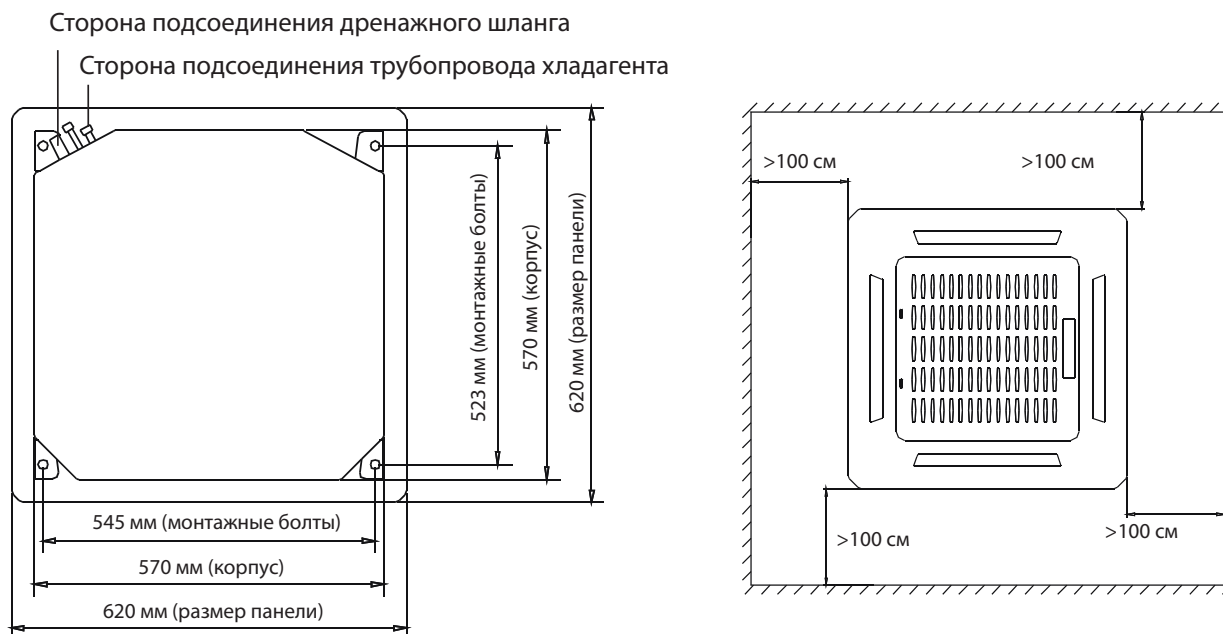 Сторона подсоединения дренажного шланга
Сторона подсоединения трубопровода хладагента
523 мм (монтажные болты)
570 мм (корпус)
620 мм (размер панели)
545 мм (монтажные болты)
570 мм (корпус)
620 мм (размер панели)
>100 см
>100 см
>100 см
>100 см